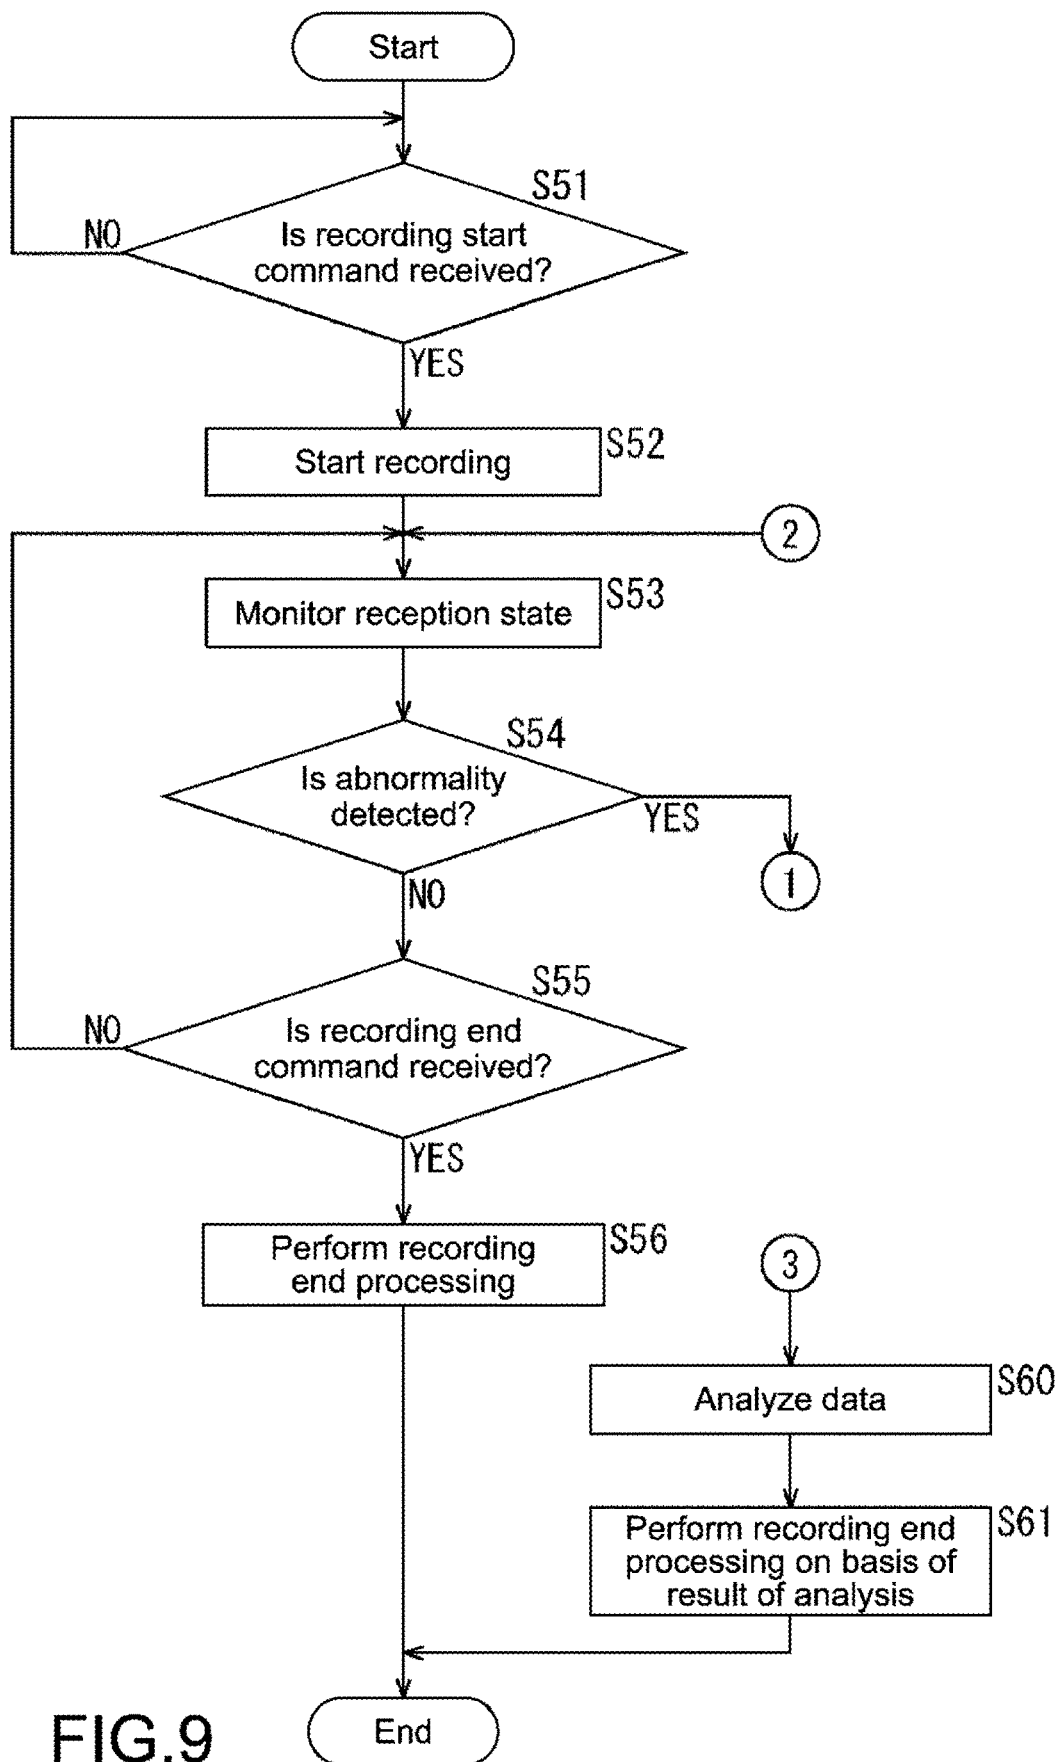 Start
S51
NO
Is recording start
command received?
YES
S52
Start recording
2
S53
Monitor reception state
S54
Is abnormality
detected?
YES
1
NO
S55
NO
Is recording end
command received?
YES
S56
Perform recording
end processing
3
S60
Analyze data
S61
Perform recording end
processing on basis of
result of analysis
End
FIG.9